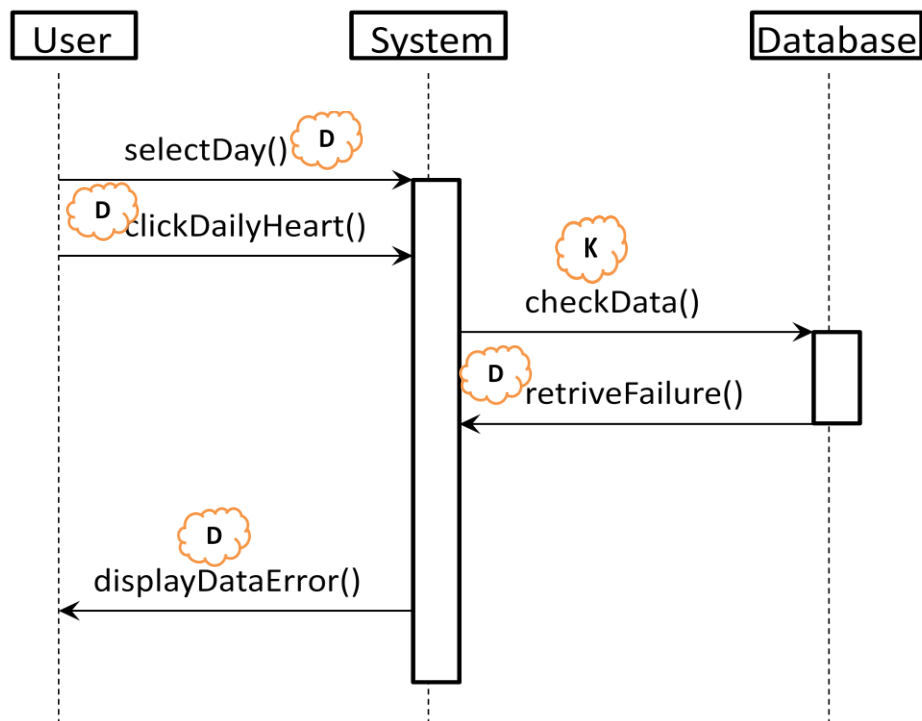 User
System
Database
D
selectDay()
D
clickDailyHeart()
K
checkData()
D
retriveFailure()
D
displayDataError()